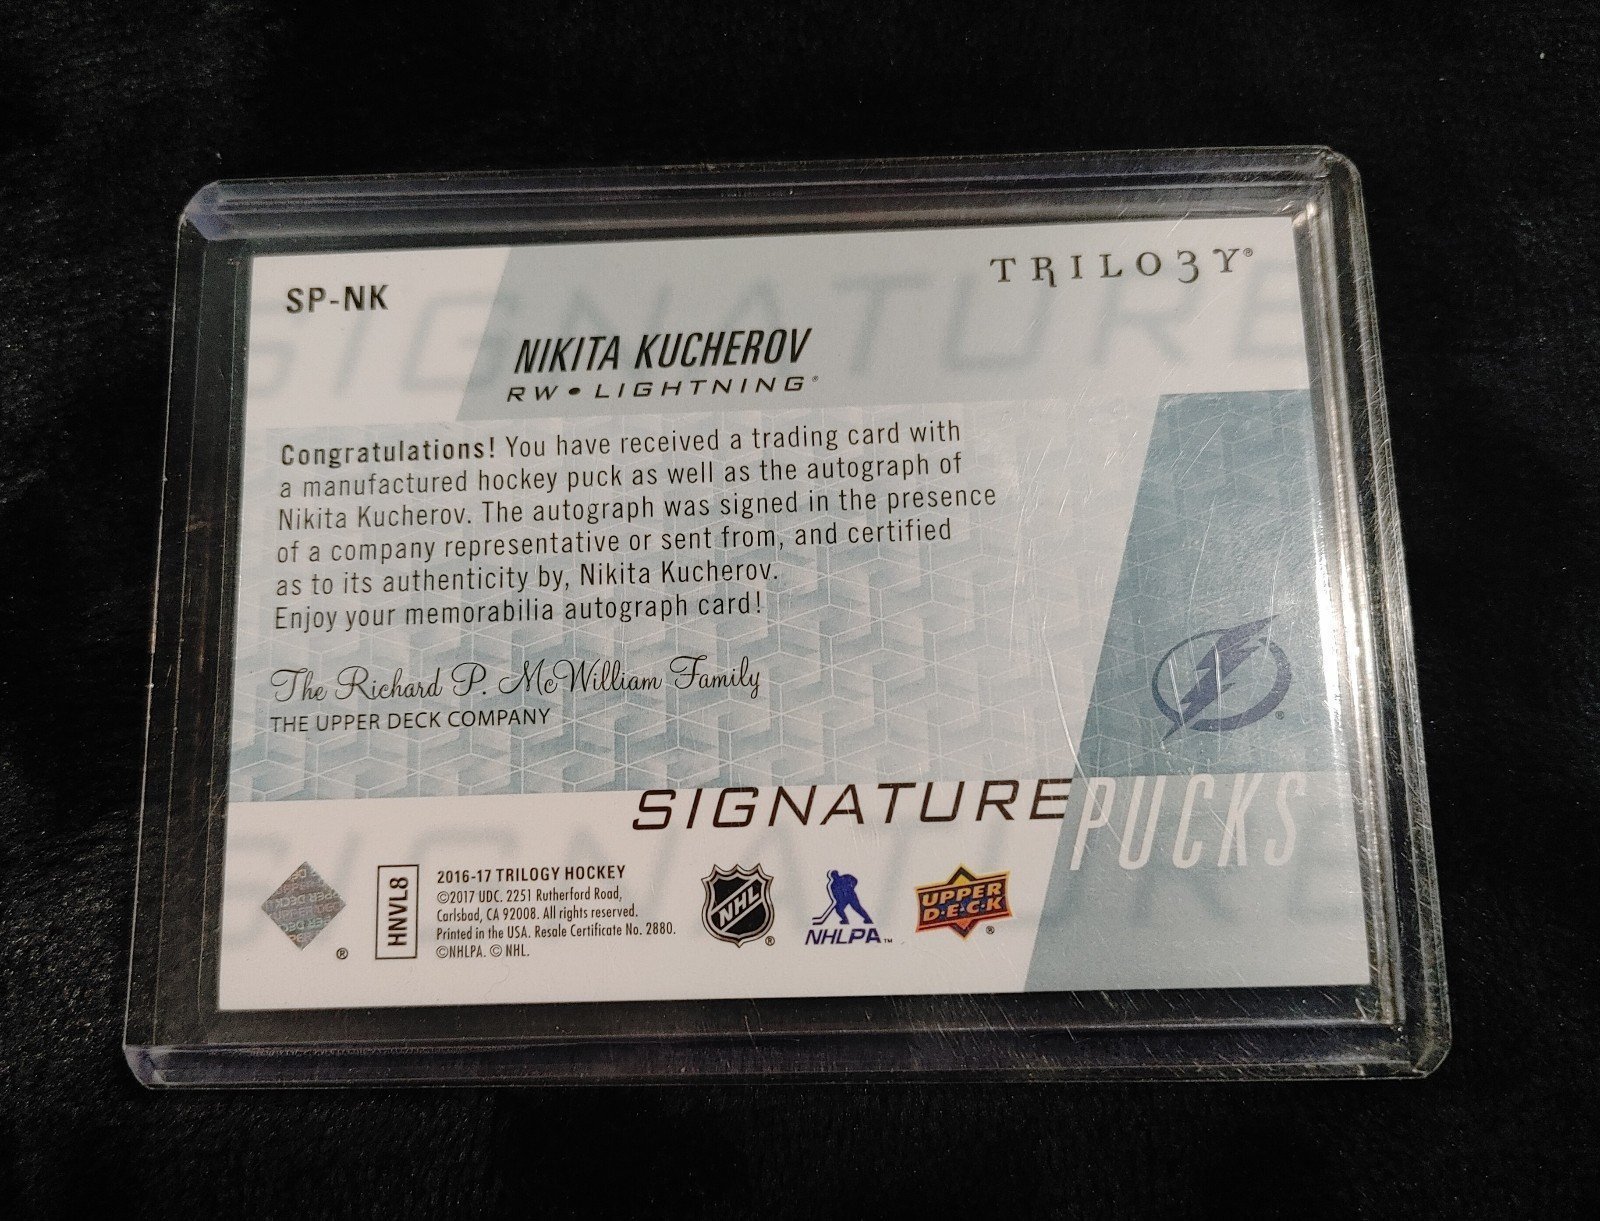 SP-NK
TRILO3Y®
NIKITA KUCHEROV
RW • LIGHTNING®
Congratulations! You have received a trading card with
a manufactured hockey puck as well as the autograph of
Nikita Kucherov. The autograph was signed in the presence
of a company representative or sent from, and certified
as to its authenticity by, Nikita Kucherov.
Enjoy your memorabilia autograph card!
The Richard P. McWilliam Family
THE UPPER DECK COMPANY
SIGNATURE PUCKS
HNVL8
2016-17 TRILOGY HOCKEY
©2017 UDC. 2251 Rutherford Road,
Carlsbad, CA 92008. All rights reserved.
Printed in the USA. Resale Certificate No. 2880.
©NHLPA. © NHL.
NHL®
NHLPA™
UPPER
D•E•C•K®
SIGNATURE